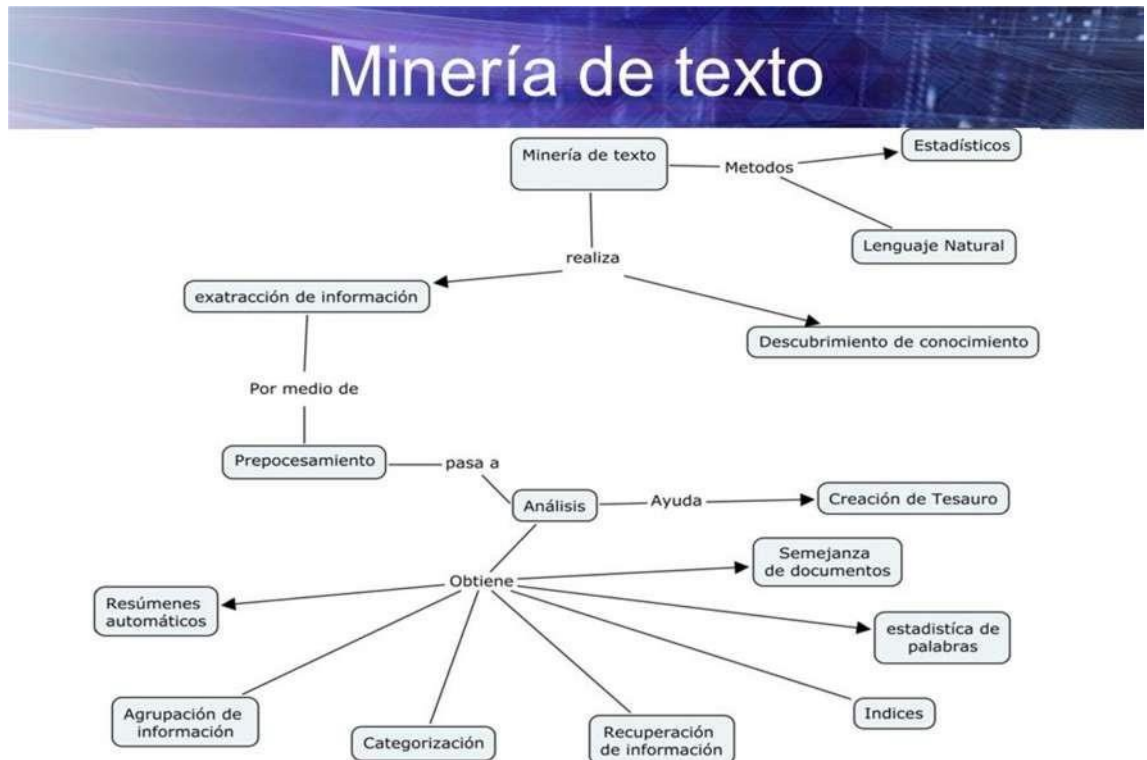 Minería de texto
Minería de texto
Metodos
Estadísticos
Lenguaje Natural
realiza
exatracción de información
Descubrimiento de conocimiento
Por medio de
Prepocesamiento
pasa a
Análisis
Ayuda
Creación de Tesauro
Obtiene
Semejanza
de documentos
Resúmenes
automáticos
estadistíca de
palabras
Agrupación de
información
Categorización
Recuperación
de información
Indices